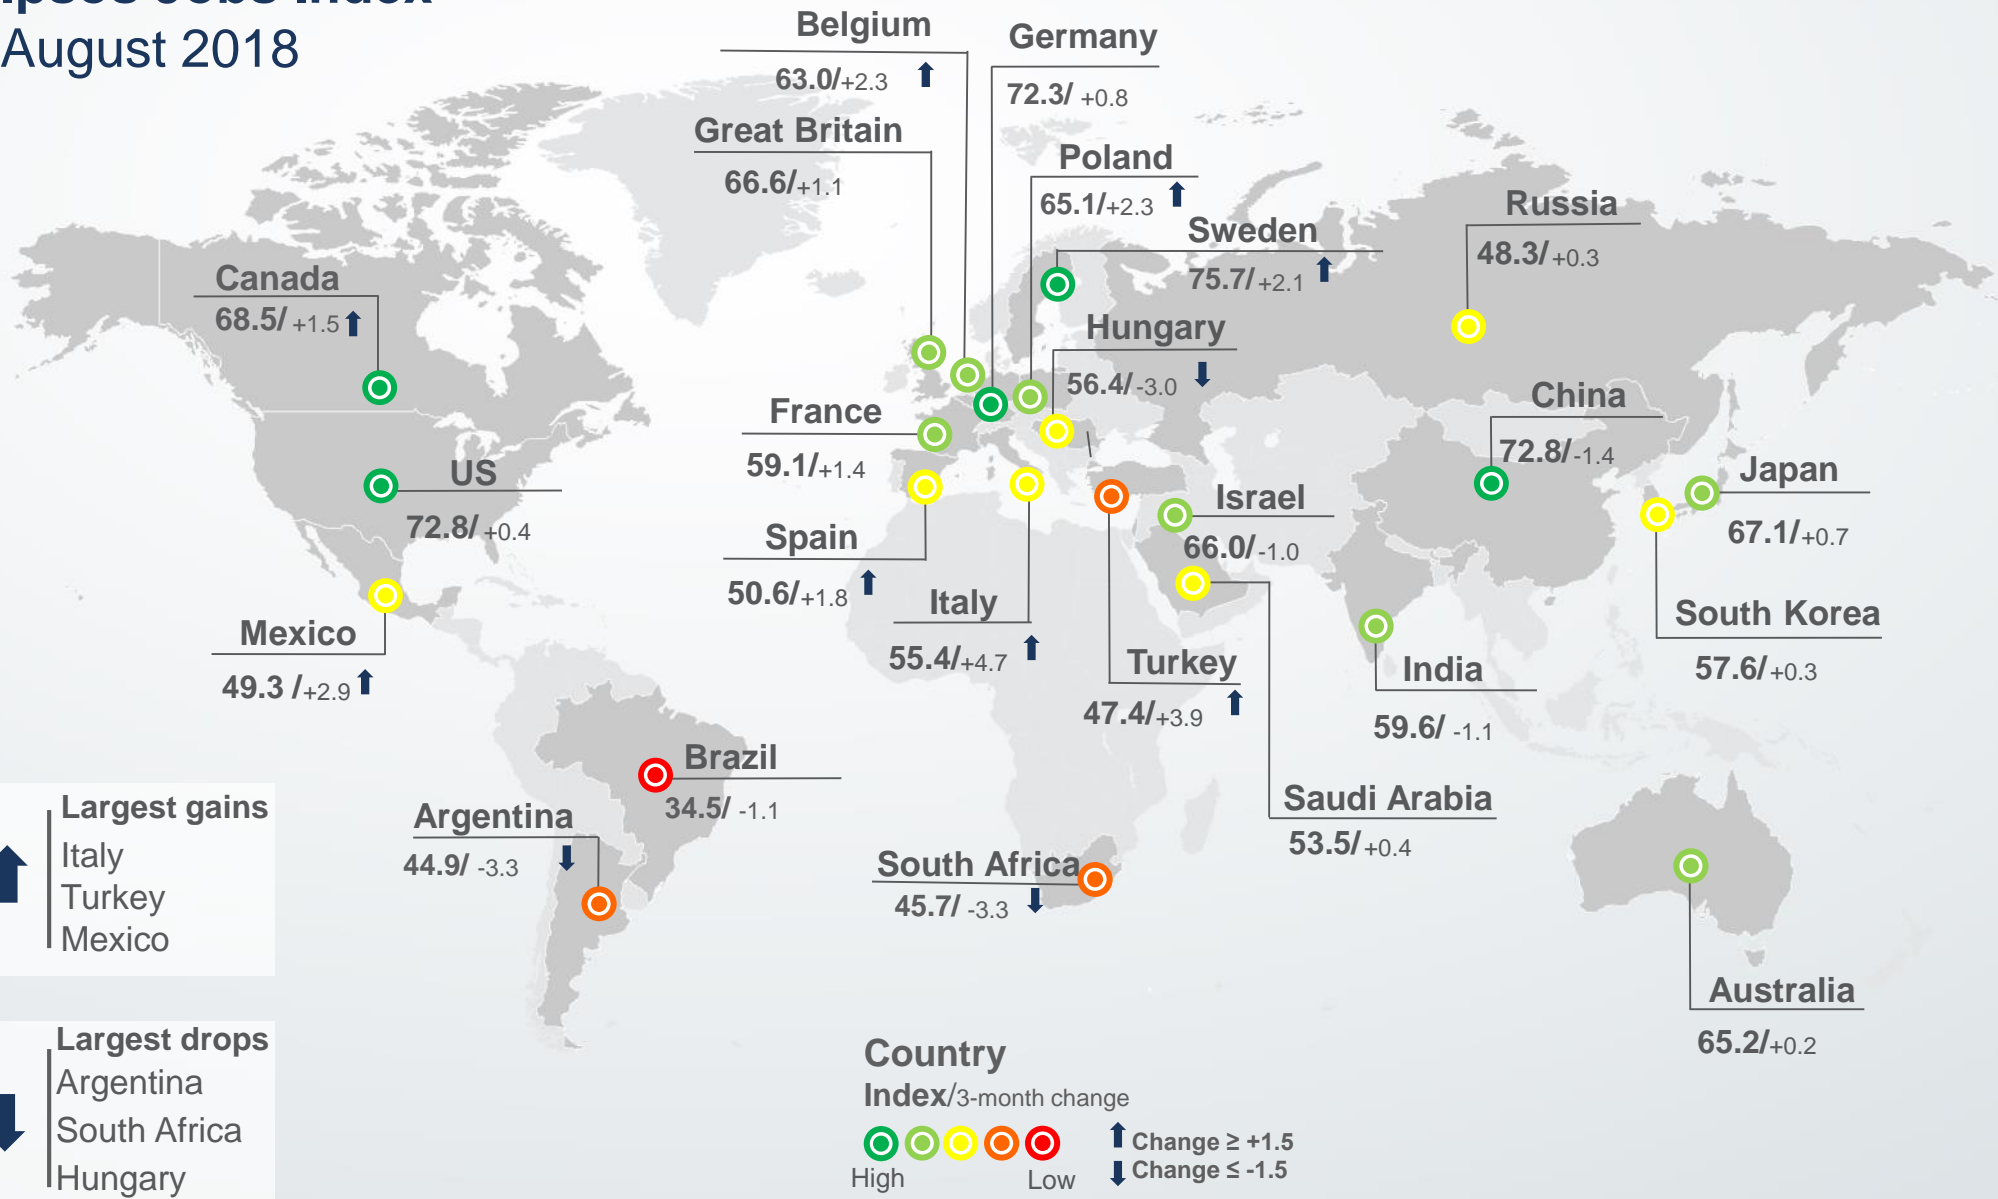 Ipsos Jobs Index
August 2018
Belgium
63.0/+2.3
Germany
72.3/ +0.8
Great Britain
66.6/+1.1
Poland
65.1/+2.3
Sweden
75.7/+2.1
Russia
48.3/+0.3
Canada
68.5/ +1.5
Hungary
56.4/-3.0
China
72.8/-1.4
France
59.1/+1.4
US
72.8/ +0.4
Japan
67.1/+0.7
Israel
66.0/-1.0
Spain
50.6/+1.8
Italy
55.4/+4.7
South Korea
57.6/+0.3
Mexico
49.3 /+2.9
Turkey
47.4/+3.9
India
59.6/ -1.1
Brazil
34.5/ -1.1
Saudi Arabia
53.5/+0.4
Argentina
44.9/ -3.3
South Africa
45.7/ -3.3
Australia
65.2/+0.2
Largest gains
Italy
Turkey
Mexico
Largest drops
Argentina
South Africa
Hungary
Country
Index/3-month change
High
Low
Change ≥ +1.5
Change ≤ -1.5